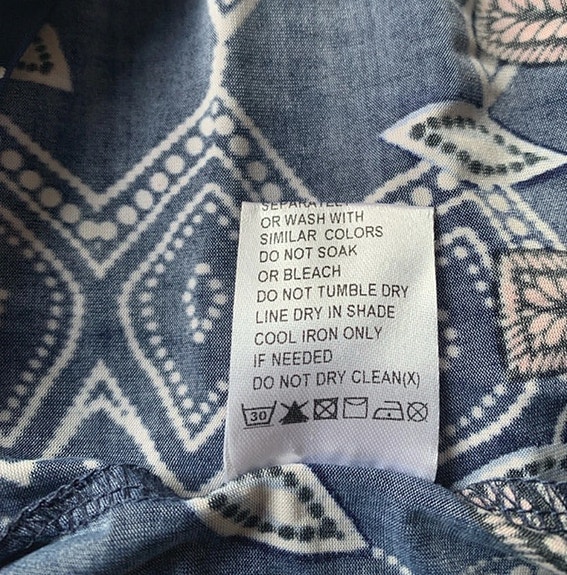 SEPARATELY
OR WASH WITH
SIMILAR COLORS
DO NOT SOAK
OR BLEACH
DO NOT TUMBLE DRY
LINE DRY IN SHADE
COOL IRON ONLY
IF NEEDED
DO NOT DRY CLEAN(X)
30